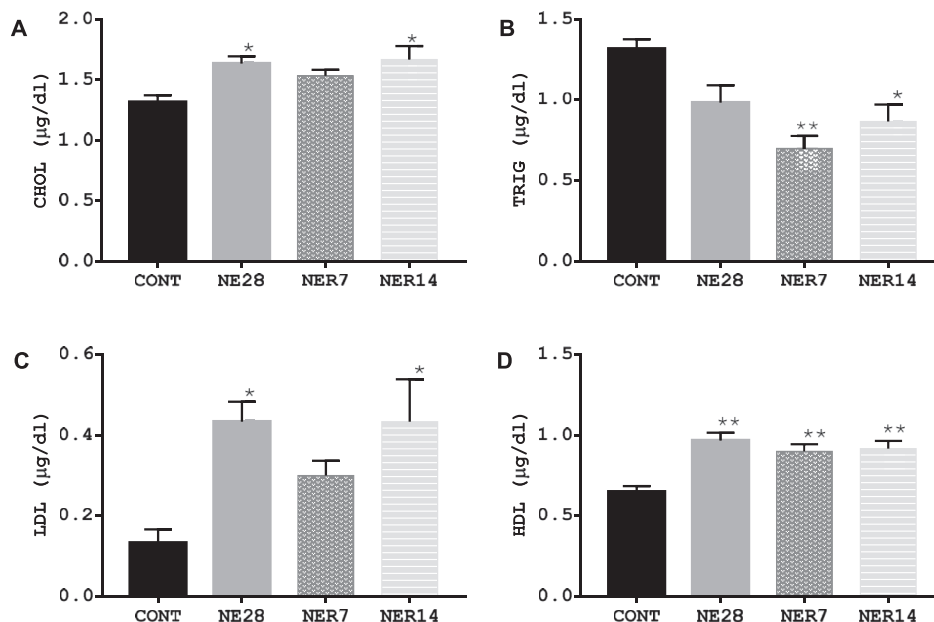 A
CHOL (µg/dl)
2.0
1.5
1.0
0.5
0.0
*
*
CONT NE28 NER7 NER14
B
TRIG (µg/dl)
1.5
1.0
0.5
0.0
**
*
CONT NE28 NER7 NER14
C
LDL (µg/dl)
0.6
0.4
0.2
0.0
*
*
CONT NE28 NER7 NER14
D
HDL (µg/dl)
1.5
1.0
0.5
0.0
**
**
**
CONT NE28 NER7 NER14